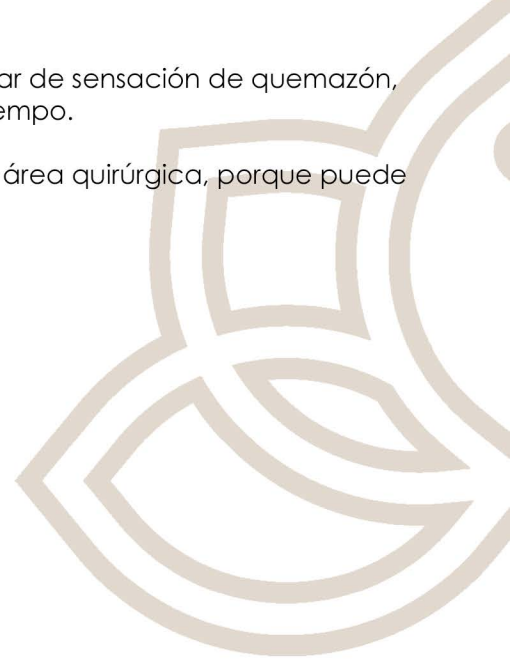 ar de sensación de quemazón,
empo.
área quirúrgica, porque puede